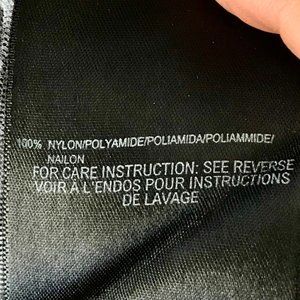 100% NYLON/POLYAMIDE/POLIAMIDA/POLIAMMIDE/
NAILON
FOR CARE INSTRUCTION: SEE REVERSE
VOIR À L'ENDOS POUR INSTRUCTIONS
DE LAVAGE